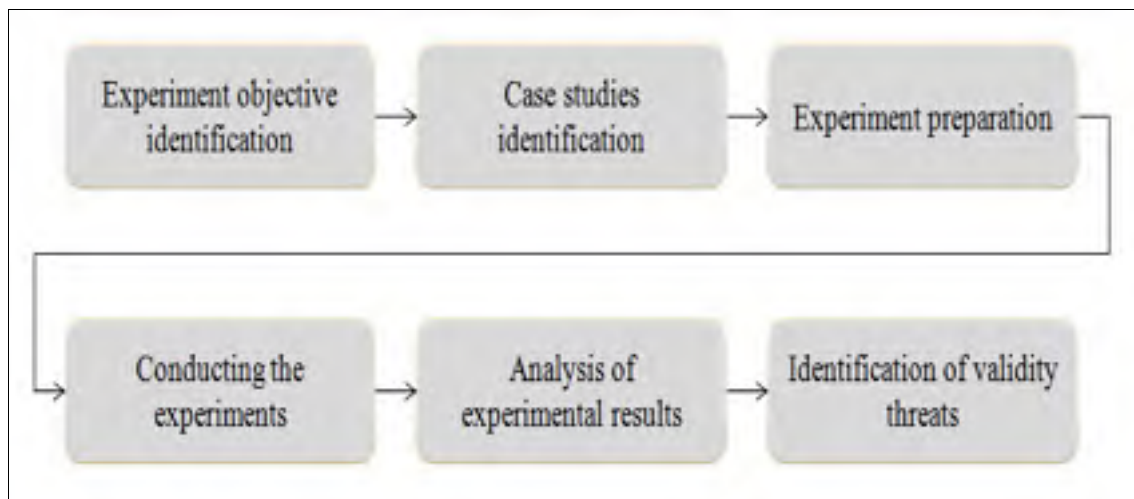 Experiment objective
identification
Case studies
identification
Experiment preparation
Conducting the
experiments
Analysis of
experimental results
Identification of validity
threats